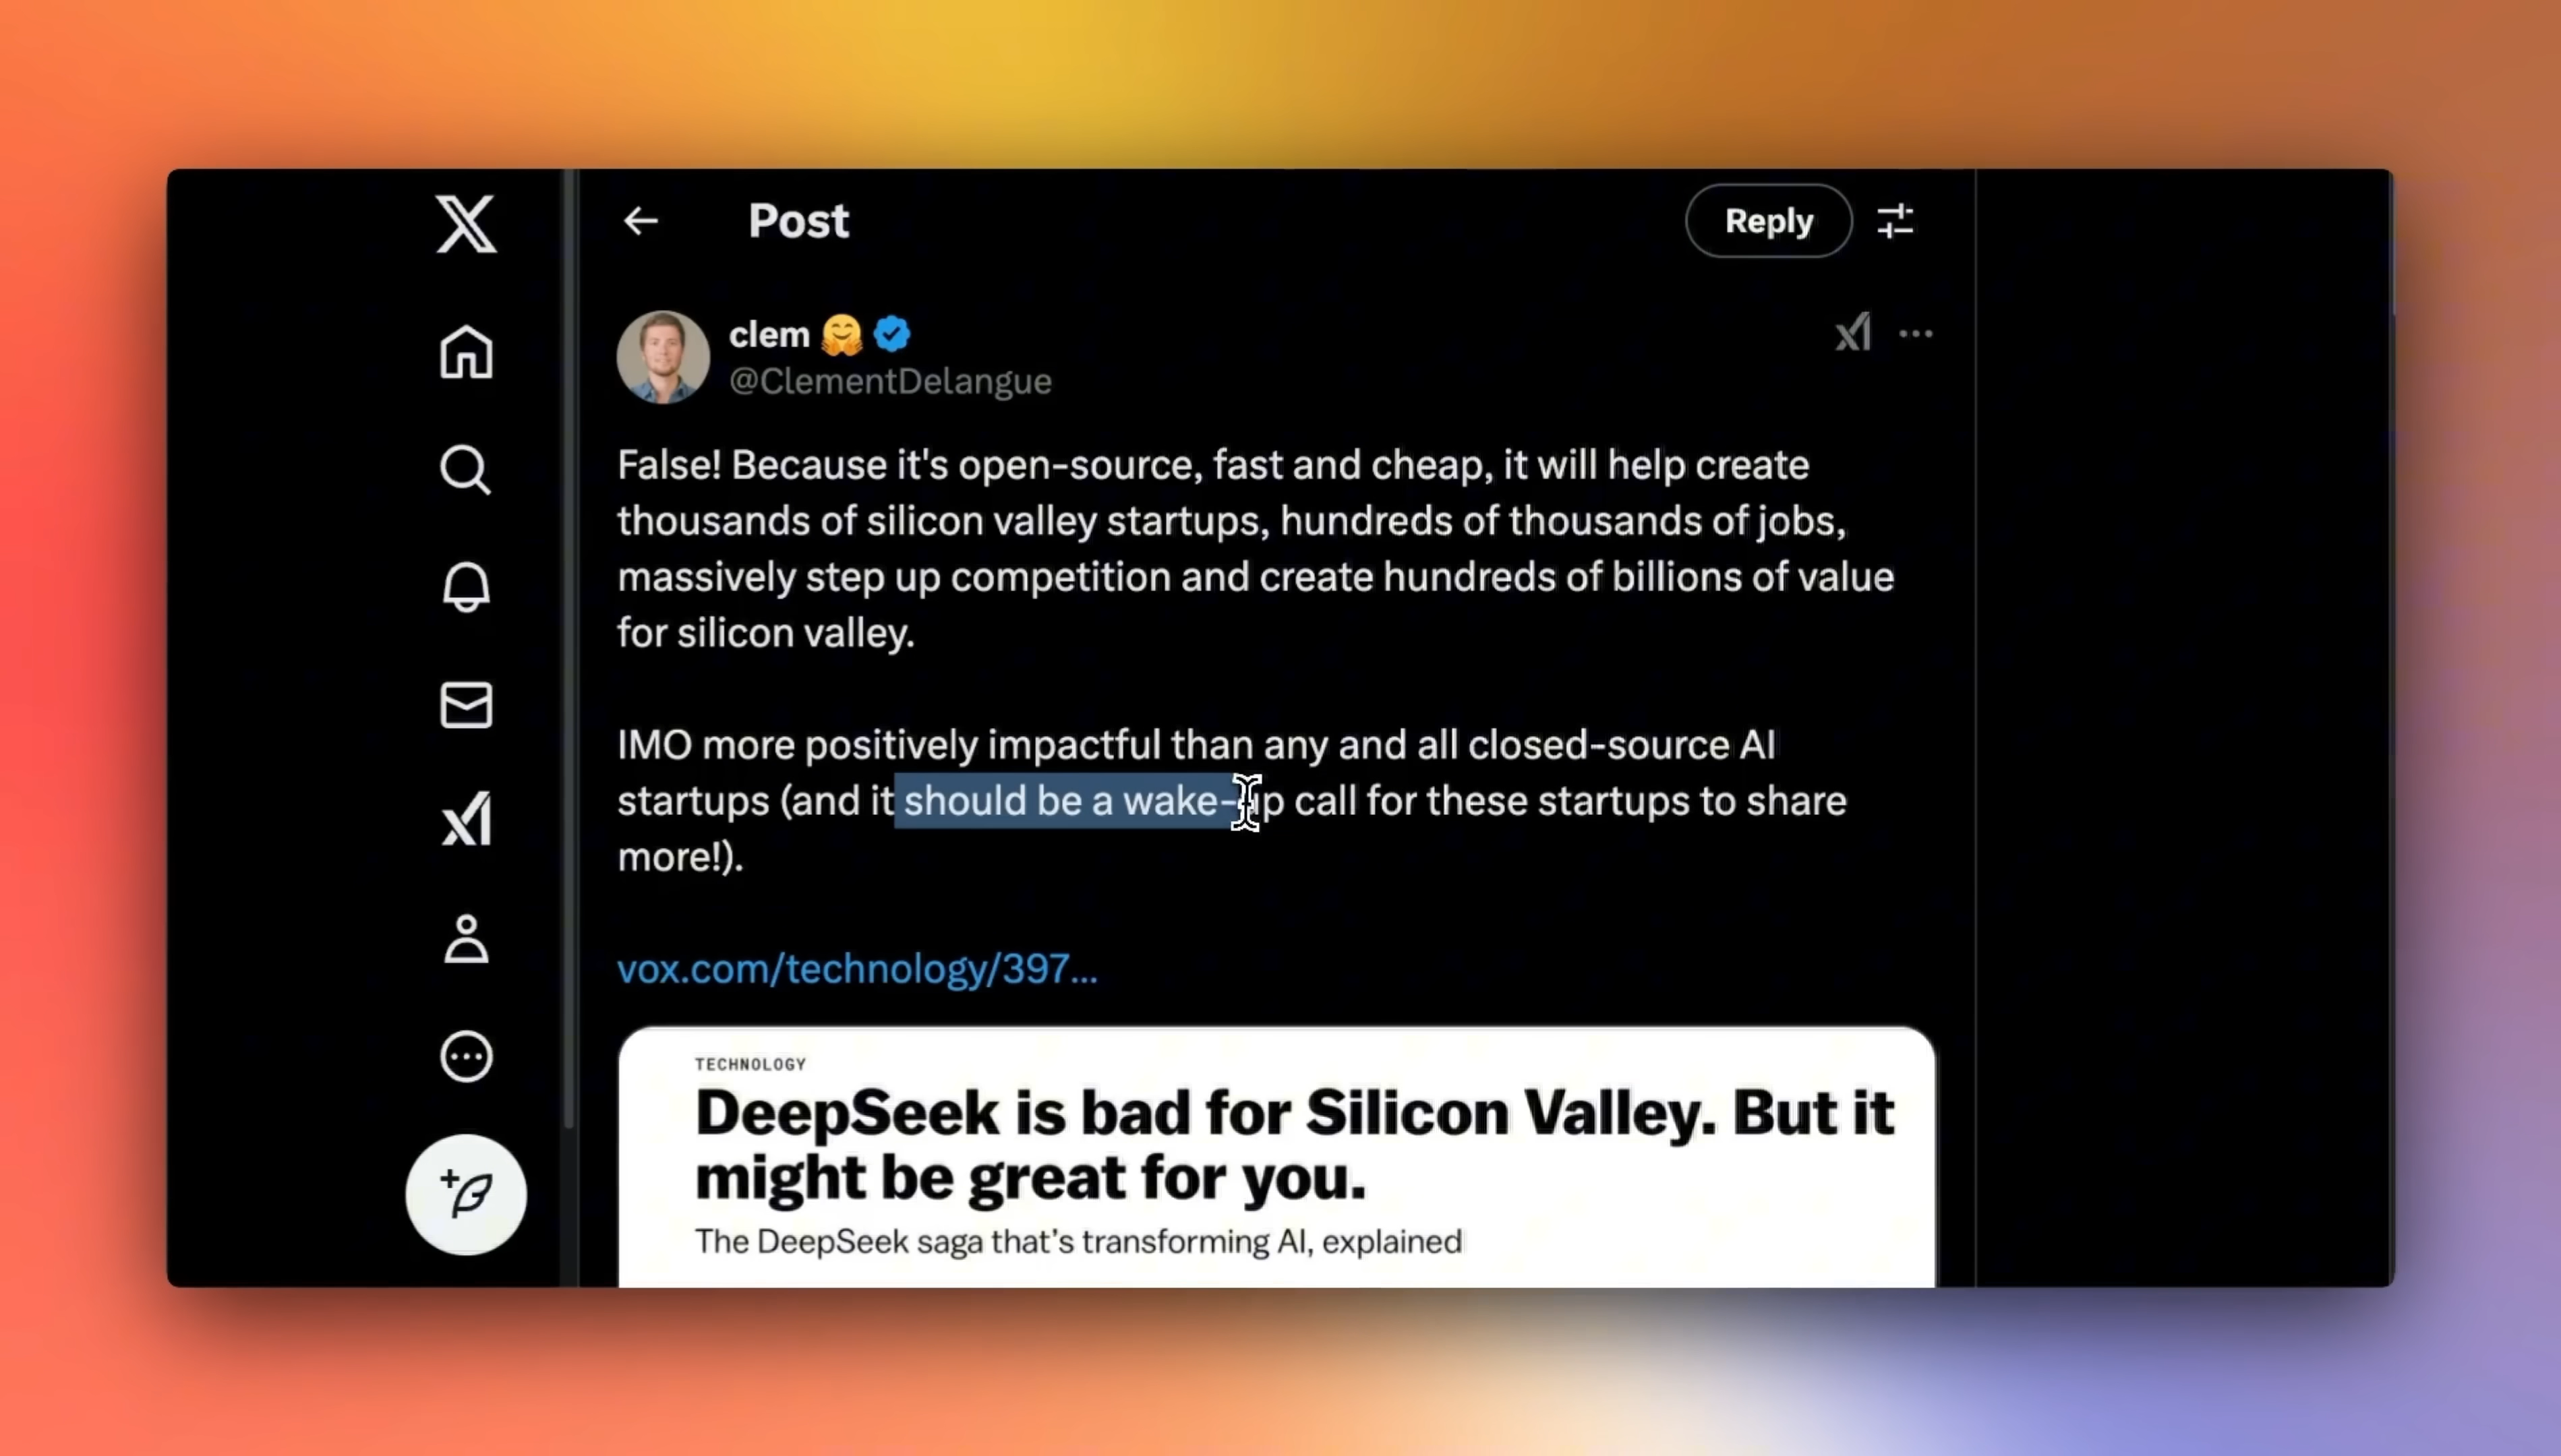 Post
Reply
clem 🤗
@ClementDelangue
False! Because it's open-source, fast and cheap, it will help create
thousands of silicon valley startups, hundreds of thousands of jobs,
massively step up competition and create hundreds of billions of value
for silicon valley.
IMO more positively impactful than any and all closed-source AI
startups (and it should be a wake-up call for these startups to share
more!).
vox.com/technology/397...
TECHNOLOGY
DeepSeek is bad for Silicon Valley. But it
might be great for you.
The DeepSeek saga that's transforming AI, explained